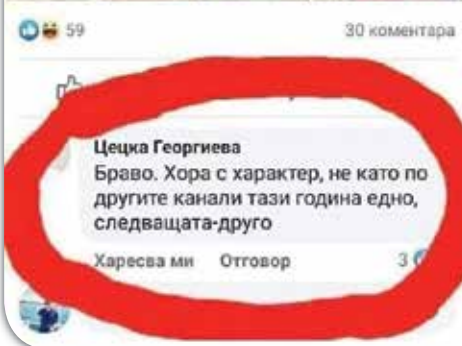 59 30 коментара
Цецка Георгиева
Браво. Хора с характер, не като по
другите канали тази година едно,
следващата-друго
Харесва ми Отговор 3